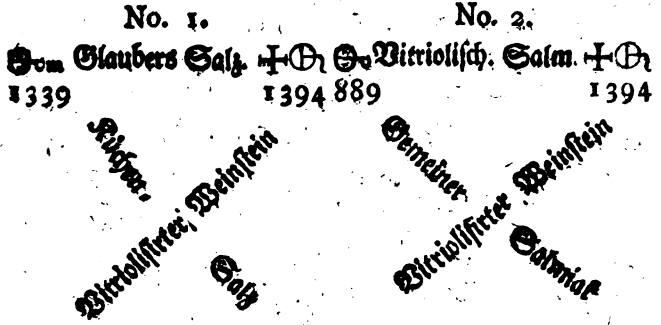 No. 1.
Glaubers Salz.
1339 1394
Küchen-
Vitriolisirter Weinstein
Salz
No. 2.
Vitriolisch. Salm.
889 1394
Gemeiner
Vitriolisirter Weinstein
Salmiak